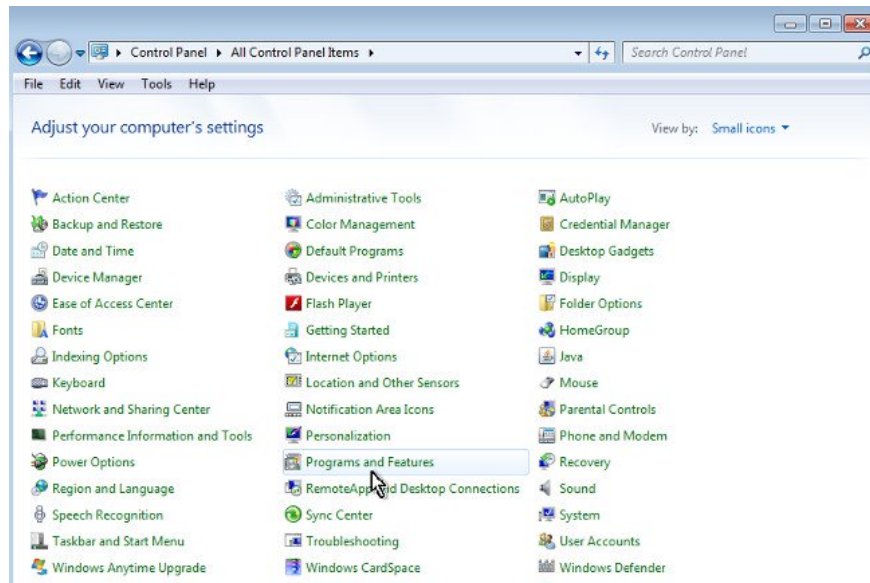 Control Panel All Control Panel Items Search Control Panel
File Edit View Tools Help
Adjust your computer's settings View by: Small icons
Action Center Administrative Tools AutoPlay
Backup and Restore Color Management Credential Manager
Date and Time Default Programs Desktop Gadgets
Device Manager Devices and Printers Display
Ease of Access Center Flash Player Folder Options
Fonts Getting Started HomeGroup
Indexing Options Internet Options Java
Keyboard Location and Other Sensors Mouse
Network and Sharing Center Notification Area Icons Parental Controls
Performance Information and Tools Personalization Phone and Modem
Power Options Programs and Features Recovery
Region and Language RemoteApp Desktop Connections Sound
Speech Recognition Sync Center System
Taskbar and Start Menu Troubleshooting User Accounts
Windows Anytime Upgrade Windows CardSpace Windows Defender